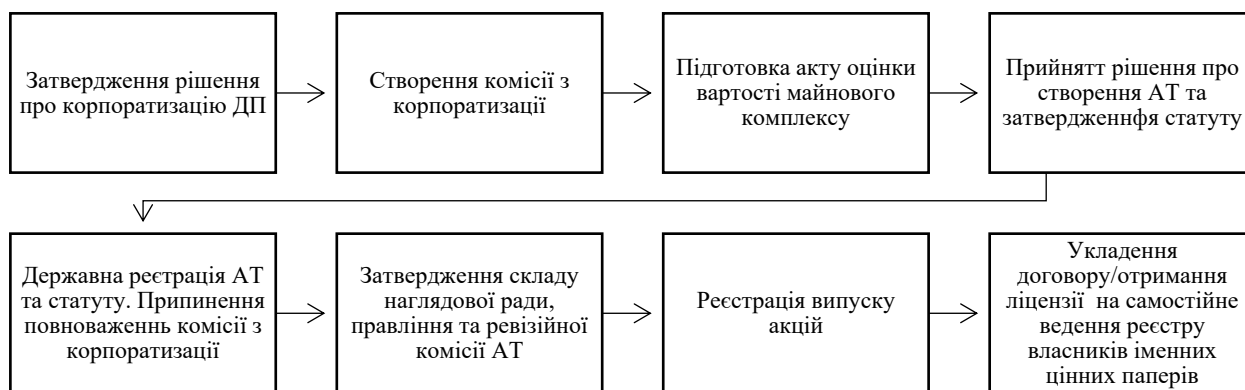 Затвердження рішення
про корпоратизацію ДП
Створення комісії з
корпоратизації
Підготовка акту оцінки
вартості майнового
комплексу
Прийнятт рішення про
створення АТ та
затвердженнфя статуту
Державна реєтрація АТ
та статуту. Припинення
повноваженнь комісії з
корпоратизації
Затвердження складу
наглядової ради,
правління та ревізійної
комісії АТ
Реєстрація випуску
акцій
Укладення
договору/отримання
ліцензії на самостійне
ведення реєстру
власників іменних
цінних паперів